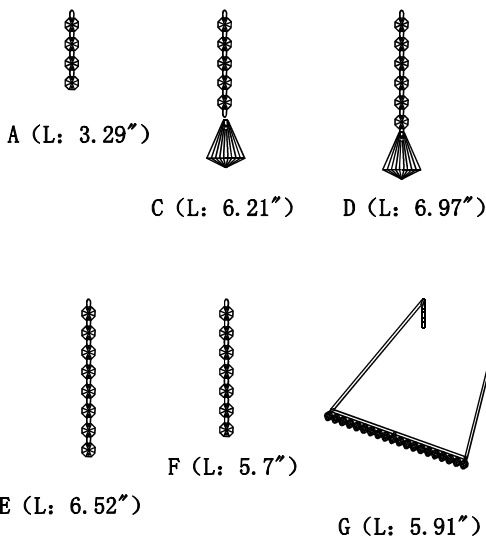 A (L: 3.29″)
C (L: 6.21″)
D (L: 6.97″)
F (L: 5.7″)
E (L: 6.52″)
G (L: 5.91″)